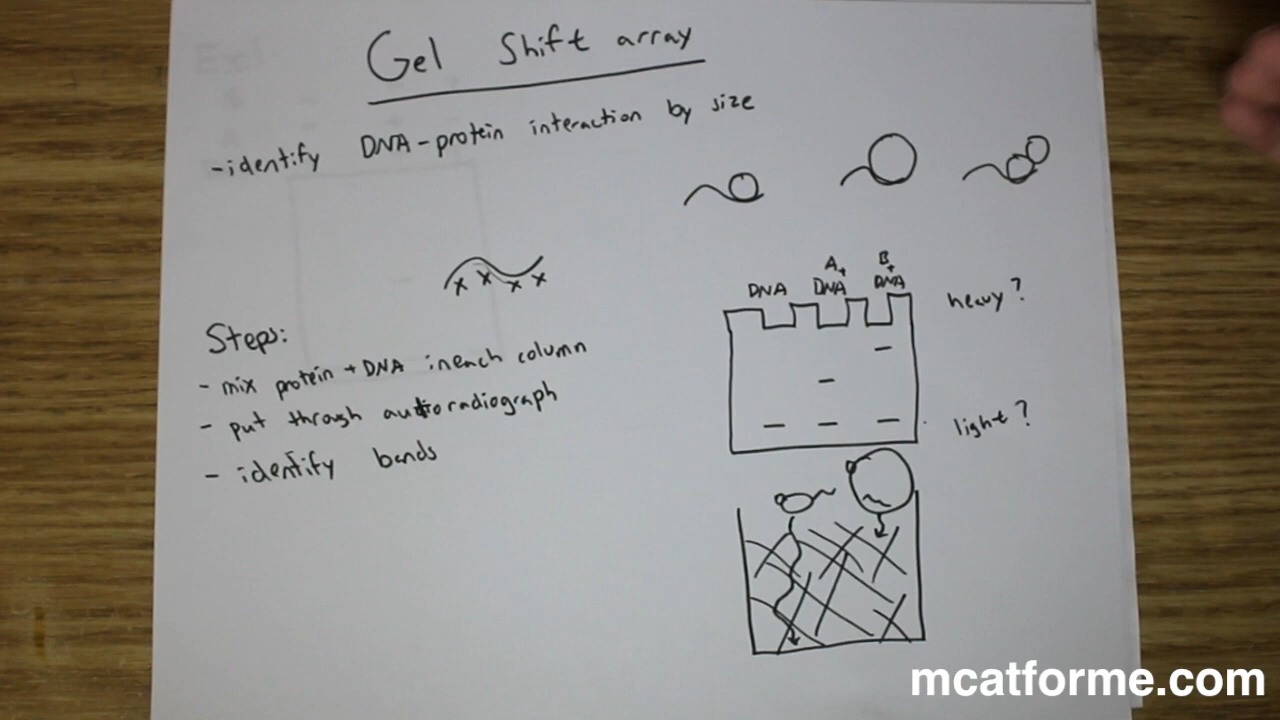 Gel Shift array
-identify DNA-protein interaction by size
A+ B+
DNA DNA DNA
heavy?
Steps:
- mix protein + DNA in each column
- put through autoradiograph
- identify bands
light?
mcatforme.com